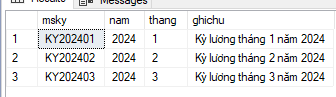 Messages
msky nam thang ghichu
1 KY202401 2024 1 Kỳ lương tháng 1 năm 2024
2 KY202402 2024 2 Kỳ lương tháng 2 năm 2024
3 KY202403 2024 3 Kỳ lương tháng 3 năm 2024